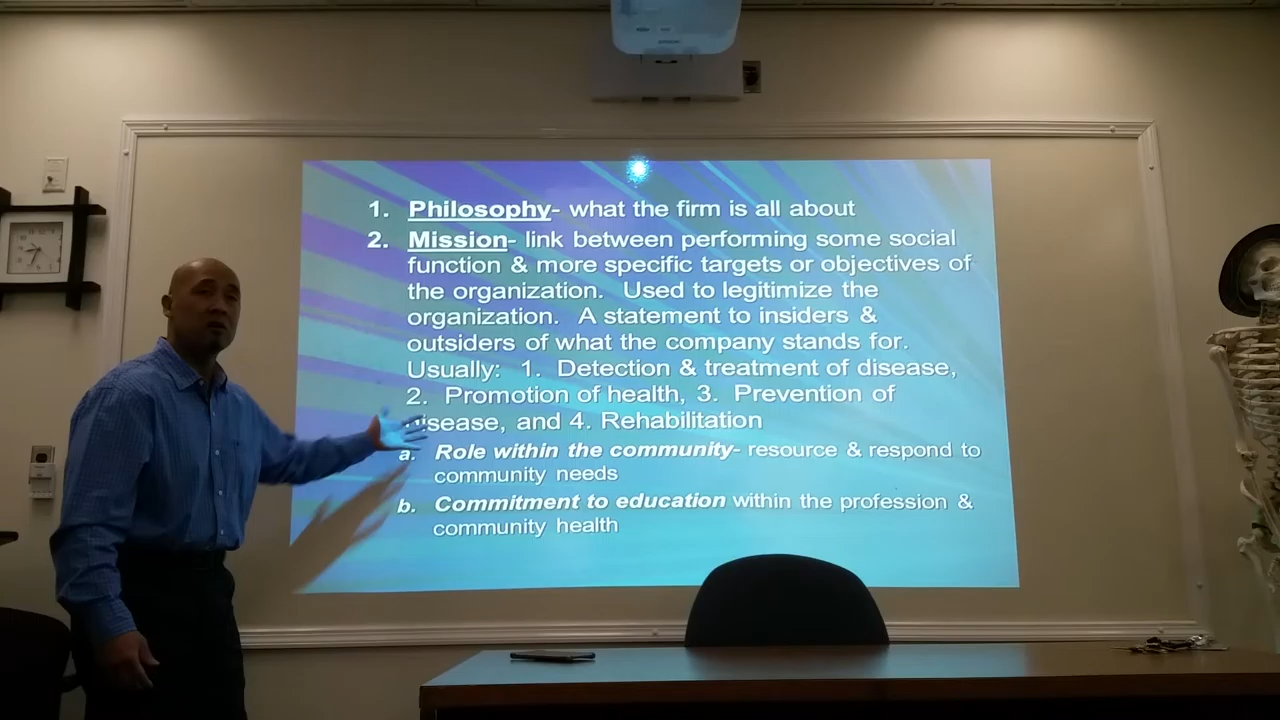 1. Philosophy- what the firm is all about
2. Mission- link between performing some social
function & more specific targets or objectives of
the organization. Used to legitimize the
organization. A statement to insiders &
outsiders of what the company stands for.
Usually: 1. Detection & treatment of disease,
2. Promotion of health, 3. Prevention of
disease, and 4. Rehabilitation
a. Role within the community- resource & respond to
community needs
b. Commitment to education within the profession &
community health